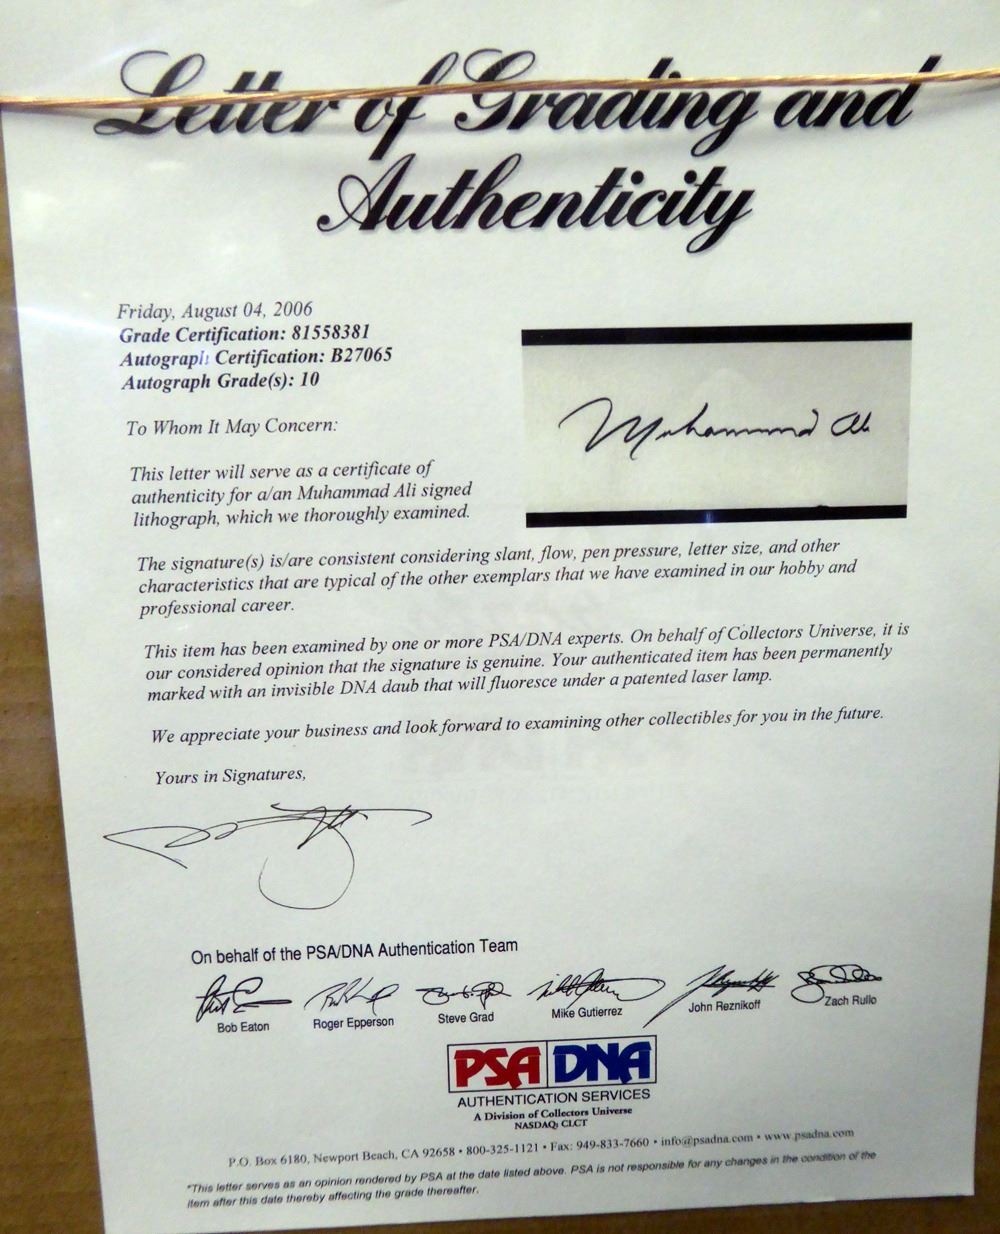 Letter of Grading and
Authenticity
Friday, August 04, 2006
Grade Certification: 81558381
Autograph Certification: B27065
Autograph Grade(s): 10
Muhammad Ali
To Whom It May Concern:
This letter will serve as a certificate of
authenticity for a/an Muhammad Ali signed
lithograph, which we thoroughly examined.
The signature(s) is/are consistent considering slant, flow, pen pressure, letter size, and other
characteristics that are typical of the other exemplars that we have examined in our hobby and
professional career.
This item has been examined by one or more PSA/DNA experts. On behalf of Collectors Universe, it is
our considered opinion that the signature is genuine. Your authenticated item has been permanently
marked with an invisible DNA daub that will fluoresce under a patented laser lamp.
We appreciate your business and look forward to examining other collectibles for you in the future.
Yours in Signatures,
On behalf of the PSA/DNA Authentication Team
Bob Eaton Roger Epperson Steve Grad Mike Gutierrez John Reznikoff Zach Rullo
PSA DNA
AUTHENTICATION SERVICES
A Division of Collectors Universe
NASDAQ: CLCT
P.O. Box 6180, Newport Beach, CA 92658 • 800-325-1121 • Fax: 949-833-7660 • info@psadna.com • www.psadna.com
*This letter serves as an opinion rendered by PSA at the date listed above. PSA is not responsible for any changes in the condition of the
item after this date thereby affecting the grade thereafter.